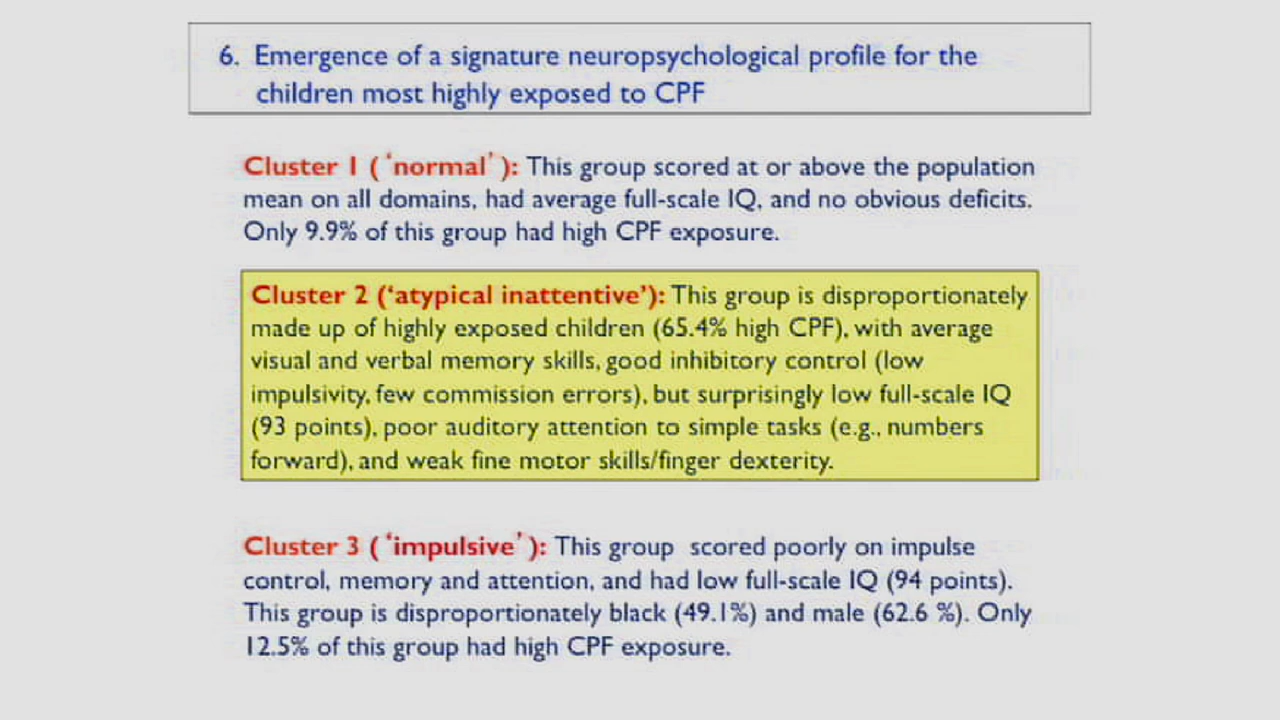 6. Emergence of a signature neuropsychological profile for the
children most highly exposed to CPF
Cluster 1 ('normal'): This group scored at or above the population
mean on all domains, had average full-scale IQ, and no obvious deficits.
Only 9.9% of this group had high CPF exposure.
Cluster 2 ('atypical inattentive'): This group is disproportionately
made up of highly exposed children (65.4% high CPF), with average
visual and verbal memory skills, good inhibitory control (low
impulsivity, few commission errors), but surprisingly low full-scale IQ
(93 points), poor auditory attention to simple tasks (e.g., numbers
forward), and weak fine motor skills/finger dexterity.
Cluster 3 ('impulsive'): This group scored poorly on impulse
control, memory and attention, and had low full-scale IQ (94 points).
This group is disproportionately black (49.1%) and male (62.6 %). Only
12.5% of this group had high CPF exposure.